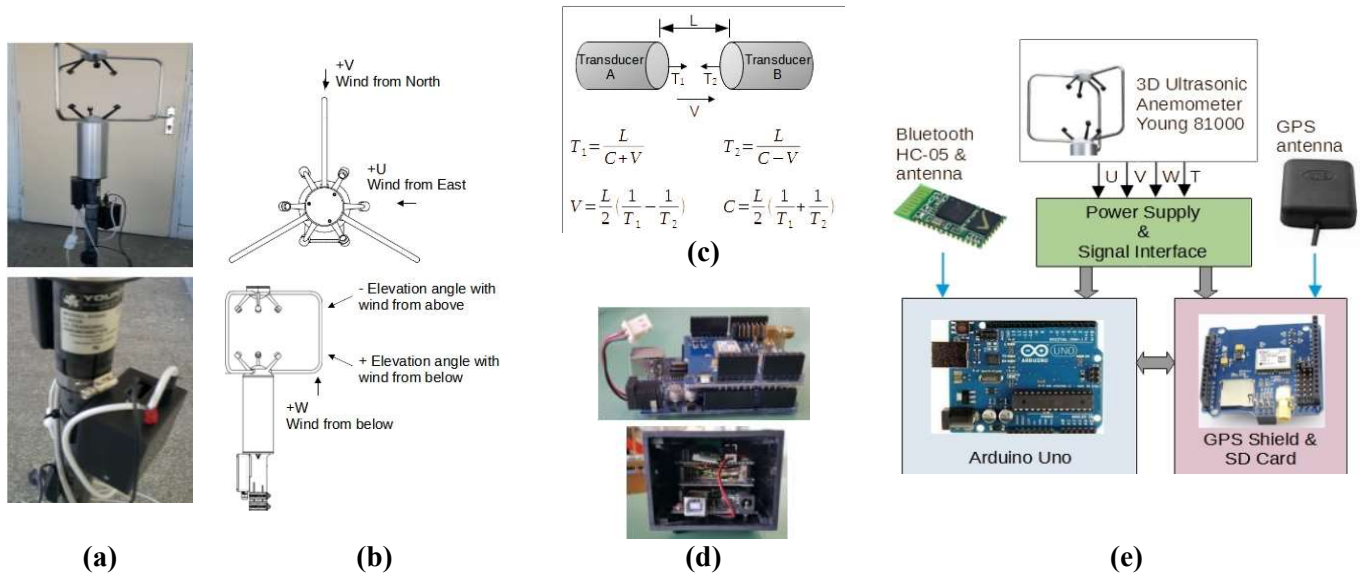 YOUNG
+V
Wind from North
+U
Wind from East
- Elevation angle with
wind from above
+ Elevation angle with
wind from below
+W
Wind from below
(a)
(b)
L
Transducer
A
Transducer
B
T₁
T₂
V
T₁ = L / (C + V)
T₂ = L / (C − V)
V = L/2 (1/T₁ − 1/T₂)
C = L/2 (1/T₁ + 1/T₂)
(c)
(d)
3D Ultrasonic
Anemometer
Young 81000
Bluetooth
HC-05 &
antenna
GPS
antenna
U V W T
Power Supply
&
Signal Interface
ARDUINO
UNO
Arduino Uno
GPS Shield &
SD Card
(e)